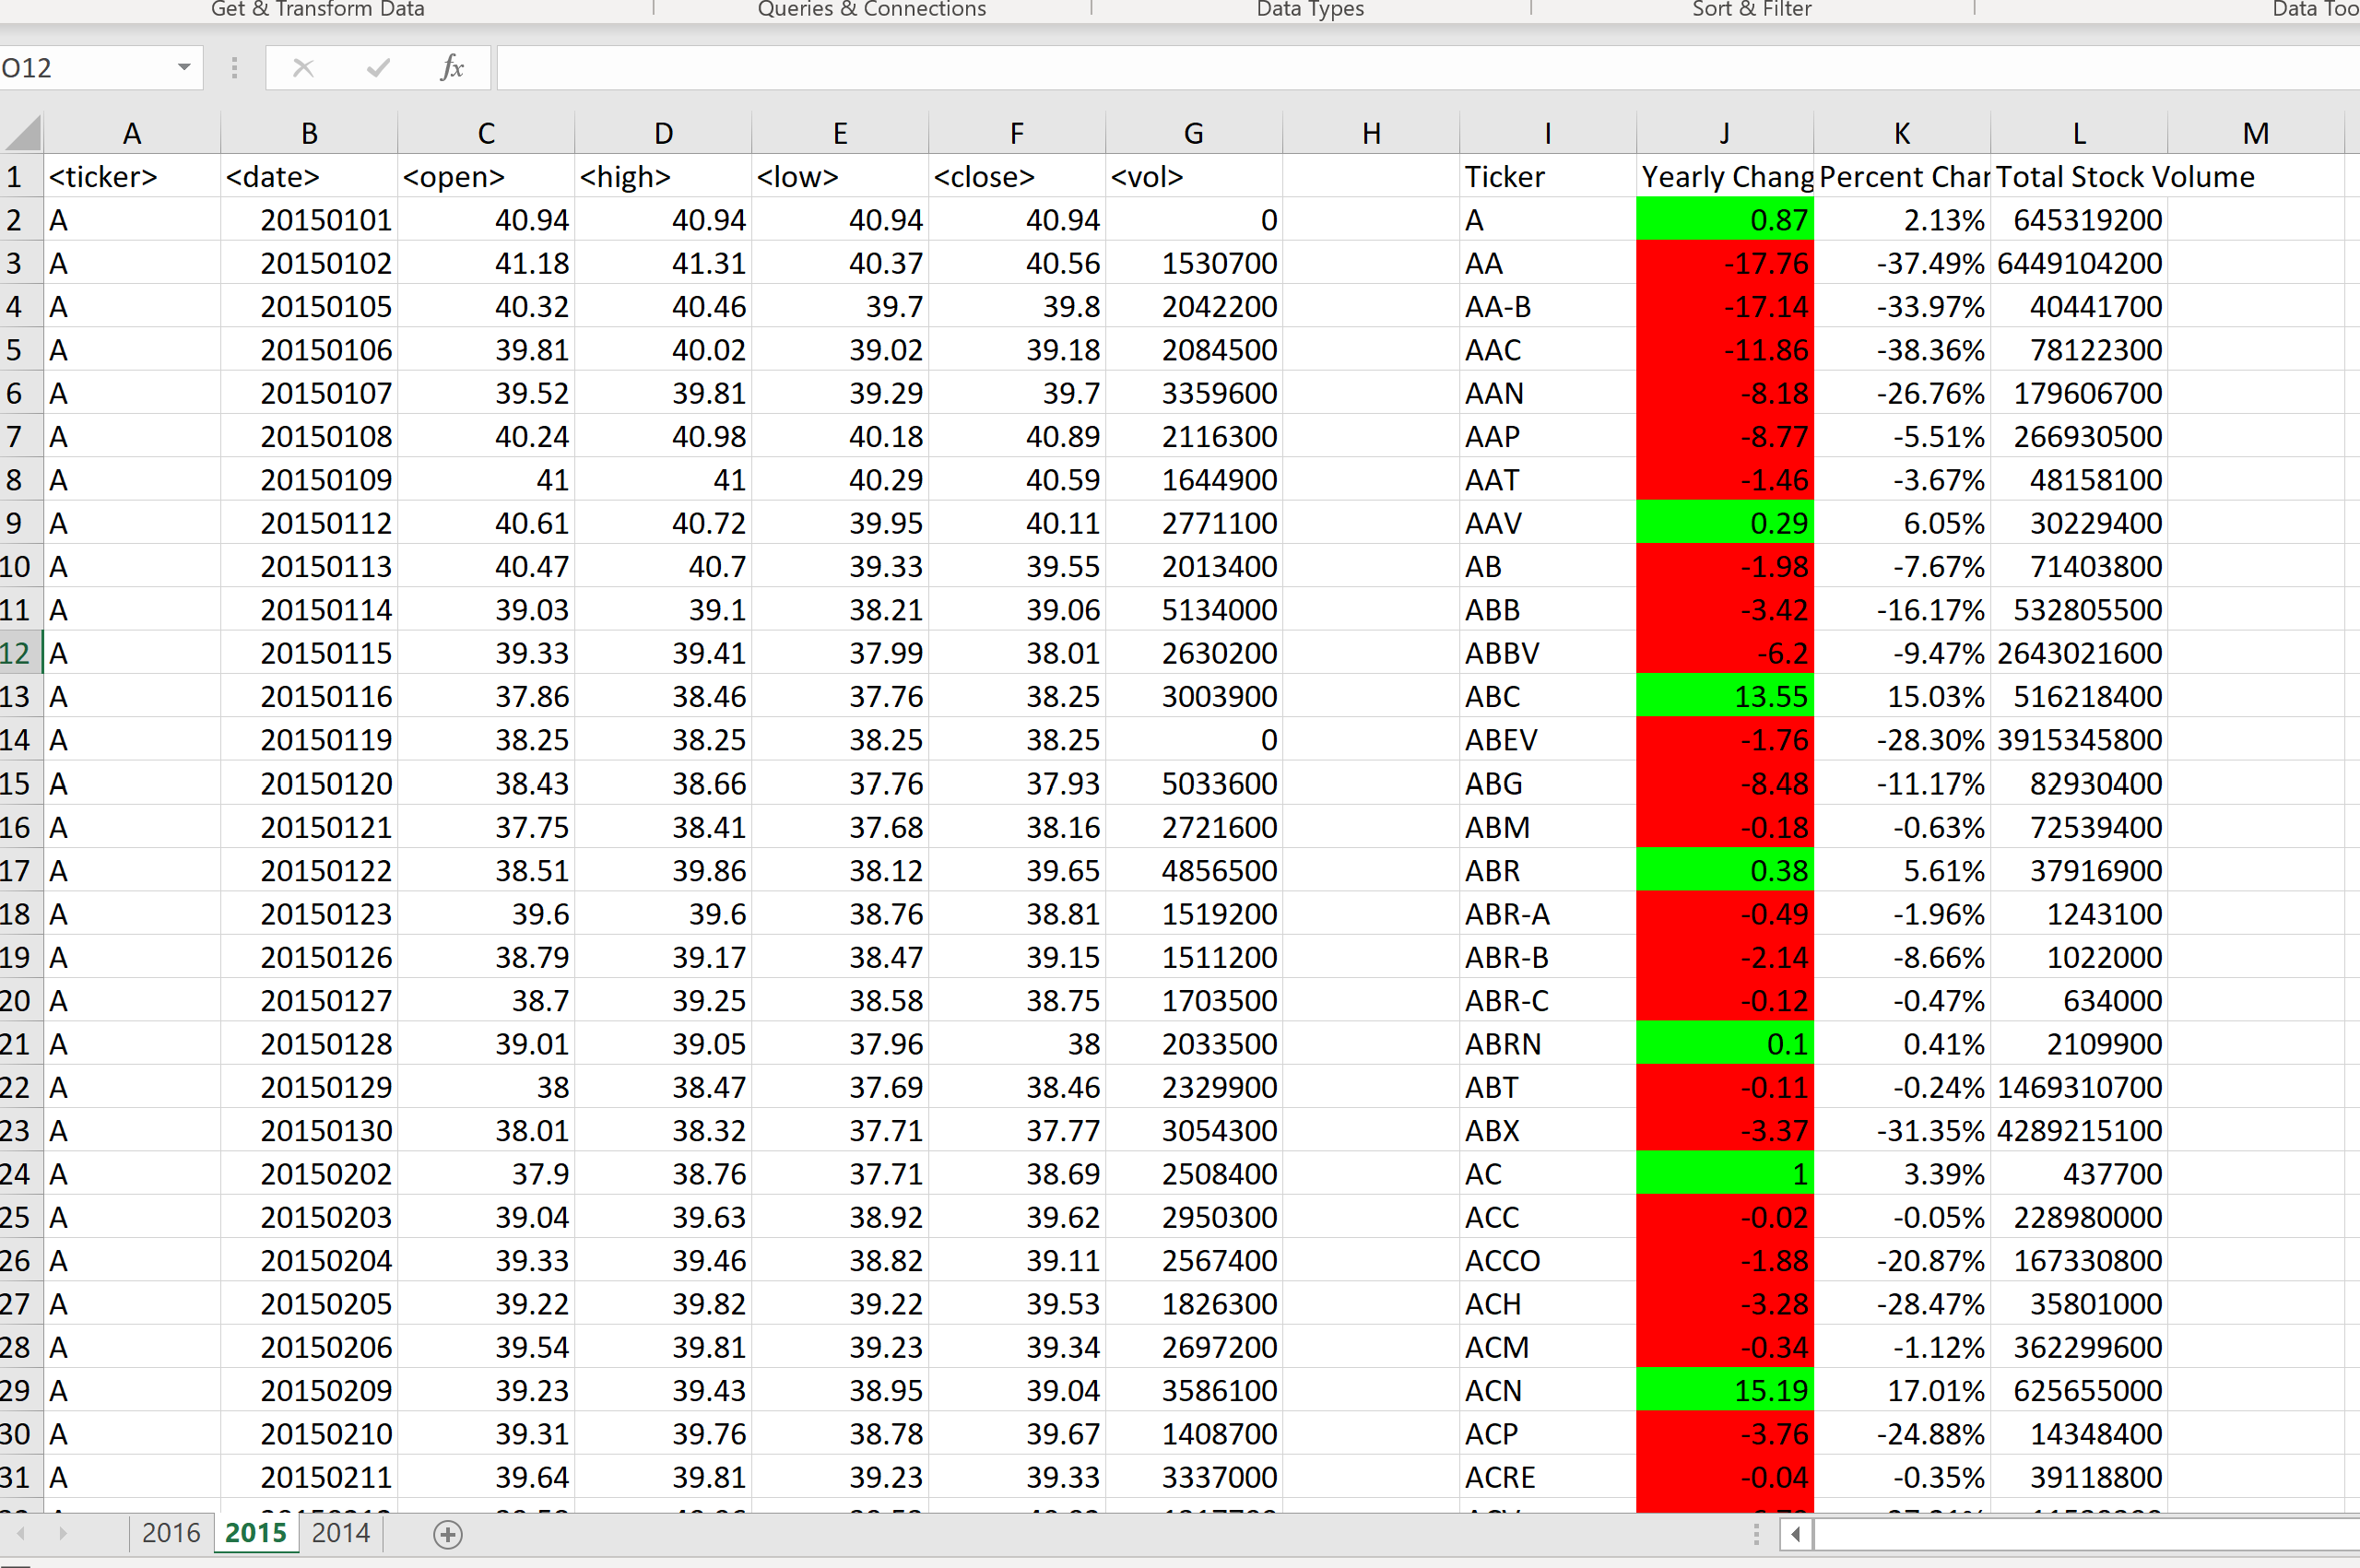 Get & Transform Data Queries & Connections Data Types Sort & Filter Data Too
O12 fx
A B C D E F G H I J K L M
1 <ticker> <date> <open> <high> <low> <close> <vol> Ticker Yearly Chang Percent Char Total Stock Volume
2 A 20150101 40.94 40.94 40.94 40.94 0 A 0.87 2.13% 645319200
3 A 20150102 41.18 41.31 40.37 40.56 1530700 AA -17.76 -37.49% 6449104200
4 A 20150105 40.32 40.46 39.7 39.8 2042200 AA-B -17.14 -33.97% 40441700
5 A 20150106 39.81 40.02 39.02 39.18 2084500 AAC -11.86 -38.36% 78122300
6 A 20150107 39.52 39.81 39.29 39.7 3359600 AAN -8.18 -26.76% 179606700
7 A 20150108 40.24 40.98 40.18 40.89 2116300 AAP -8.77 -5.51% 266930500
8 A 20150109 41 41 40.29 40.59 1644900 AAT -1.46 -3.67% 48158100
9 A 20150112 40.61 40.72 39.95 40.11 2771100 AAV 0.29 6.05% 30229400
10 A 20150113 40.47 40.7 39.33 39.55 2013400 AB -1.98 -7.67% 71403800
11 A 20150114 39.03 39.1 38.21 39.06 5134000 ABB -3.42 -16.17% 532805500
12 A 20150115 39.33 39.41 37.99 38.01 2630200 ABBV -6.2 -9.47% 2643021600
13 A 20150116 37.86 38.46 37.76 38.25 3003900 ABC 13.55 15.03% 516218400
14 A 20150119 38.25 38.25 38.25 38.25 0 ABEV -1.76 -28.30% 3915345800
15 A 20150120 38.43 38.66 37.76 37.93 5033600 ABG -8.48 -11.17% 82930400
16 A 20150121 37.75 38.41 37.68 38.16 2721600 ABM -0.18 -0.63% 72539400
17 A 20150122 38.51 39.86 38.12 39.65 4856500 ABR 0.38 5.61% 37916900
18 A 20150123 39.6 39.6 38.76 38.81 1519200 ABR-A -0.49 -1.96% 1243100
19 A 20150126 38.79 39.17 38.47 39.15 1511200 ABR-B -2.14 -8.66% 1022000
20 A 20150127 38.7 39.25 38.58 38.75 1703500 ABR-C -0.12 -0.47% 634000
21 A 20150128 39.01 39.05 37.96 38 2033500 ABRN 0.1 0.41% 2109900
22 A 20150129 38 38.47 37.69 38.46 2329900 ABT -0.11 -0.24% 1469310700
23 A 20150130 38.01 38.32 37.71 37.77 3054300 ABX -3.37 -31.35% 4289215100
24 A 20150202 37.9 38.76 37.71 38.69 2508400 AC 1 3.39% 437700
25 A 20150203 39.04 39.63 38.92 39.62 2950300 ACC -0.02 -0.05% 228980000
26 A 20150204 39.33 39.46 38.82 39.11 2567400 ACCO -1.88 -20.87% 167330800
27 A 20150205 39.22 39.82 39.22 39.53 1826300 ACH -3.28 -28.47% 35801000
28 A 20150206 39.54 39.81 39.23 39.34 2697200 ACM -0.34 -1.12% 362299600
29 A 20150209 39.23 39.43 38.95 39.04 3586100 ACN 15.19 17.01% 625655000
30 A 20150210 39.31 39.76 38.78 39.67 1408700 ACP -3.76 -24.88% 14348400
31 A 20150211 39.64 39.81 39.23 39.33 3337000 ACRE -0.04 -0.35% 39118800
2016 2015 2014